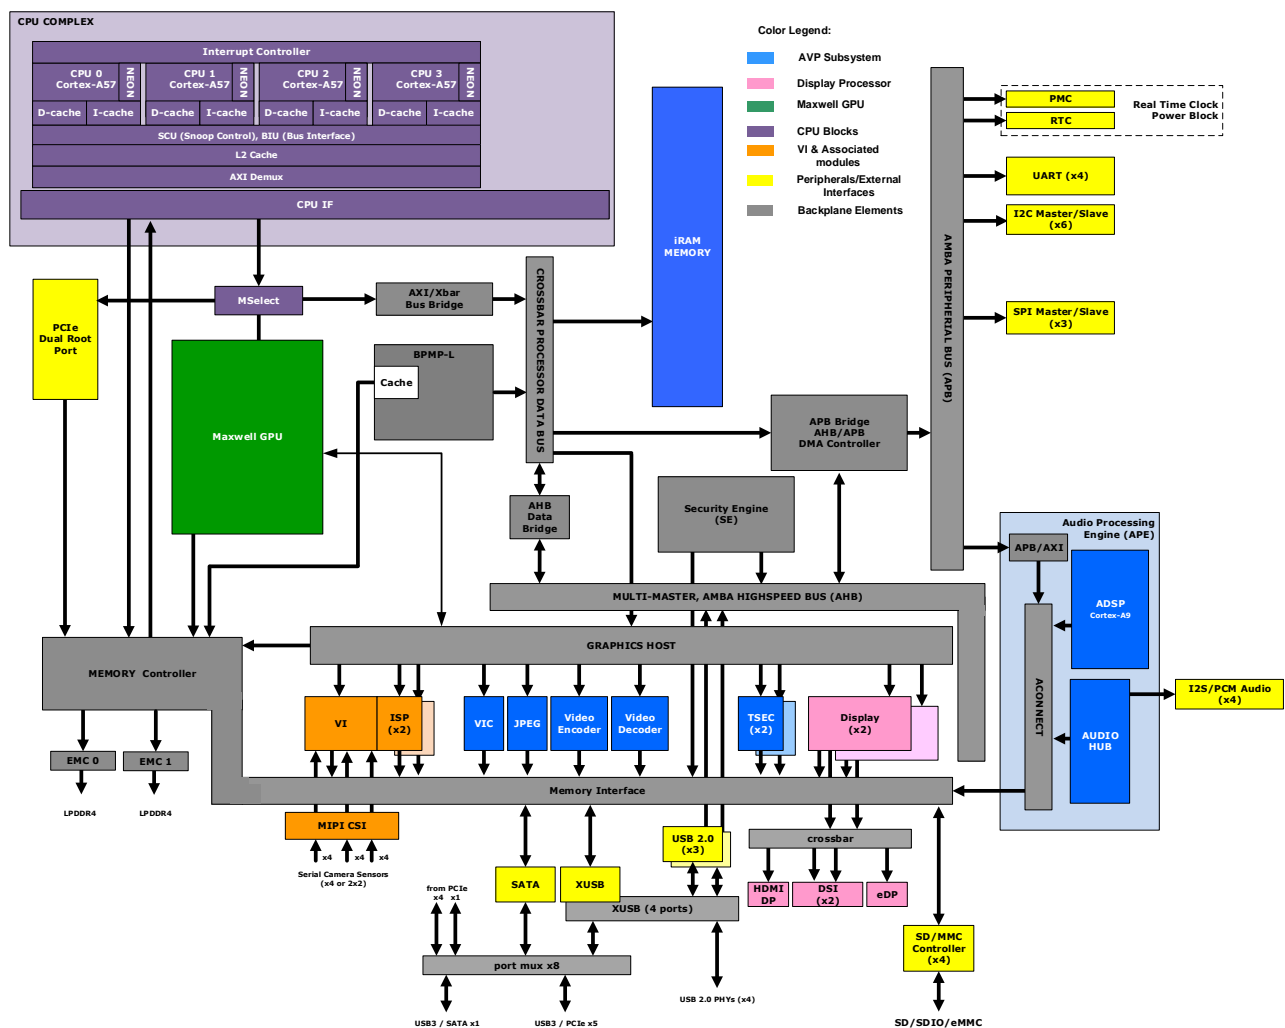 CPU COMPLEX
Interrupt Controller
CPU 0
Cortex-A57
NEON
CPU 1
Cortex-A57
NEON
CPU 2
Cortex-A57
NEON
CPU 3
Cortex-A57
NEON
D-cache
I-cache
D-cache
I-cache
D-cache
I-cache
D-cache
I-cache
SCU (Snoop Control), BIU (Bus Interface)
L2 Cache
AXI Demux
CPU IF
Color Legend:
AVP Subsystem
Display Processor
Maxwell GPU
CPU Blocks
VI & Associated
modules
Peripherals/External
Interfaces
Backplane Elements
iRAM
MEMORY
AMBA PERIPHERIAL BUS (APB)
PMC
RTC
Real Time Clock
Power Block
UART (x4)
I2C Master/Slave
(x6)
SPI Master/Slave
(x3)
PCIe
Dual Root
Port
MSelect
AXI/Xbar
Bus Bridge
CROSSBAR PROCESSOR DATA BUS
BPMP-L
Cache
Maxwell GPU
APB Bridge
AHB/APB
DMA Controller
AHB
Data
Bridge
Security Engine
(SE)
Audio Processing
Engine (APE)
APB/AXI
ADSP
Cortex-A9
ACONNECT
AUDIO
HUB
I2S/PCM Audio
(x4)
MULTI-MASTER, AMBA HIGHSPEED BUS (AHB)
GRAPHICS HOST
MEMORY Controller
VI
ISP
(x2)
VIC
JPEG
Video
Encoder
Video
Decoder
TSEC
(x2)
Display
(x2)
EMC 0
EMC 1
LPDDR4
LPDDR4
Memory Interface
MIPI CSI
x4
x4
x4
Serial Camera Sensors
(x4 or 2x2)
USB 2.0
(x3)
crossbar
HDMI
DP
DSI
(x2)
eDP
SATA
XUSB
XUSB (4 ports)
from PCIe
x4
x1
port mux x8
SD/MMC
Controller
(x4)
USB 2.0 PHYs (x4)
USB3 / SATA x1
USB3 / PCIe x5
SD/SDIO/eMMC